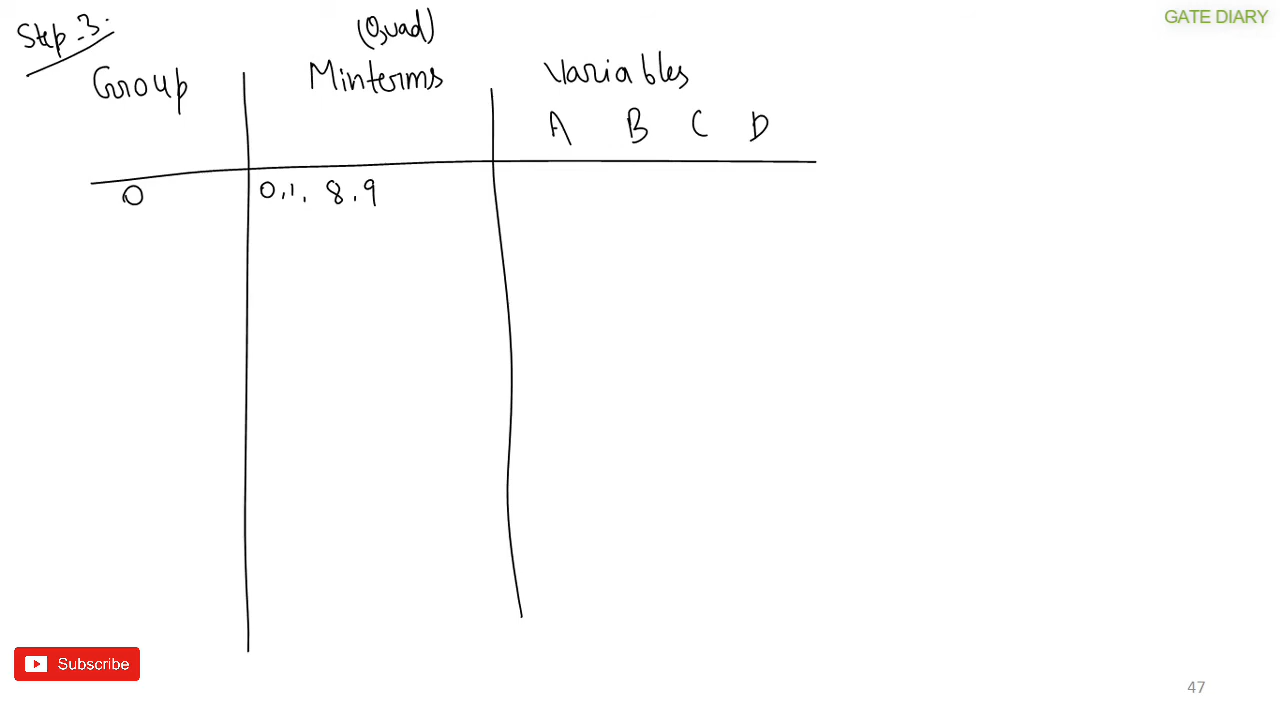 GATE DIARY
Step-3:
(Quad)
Group Minterms Variables
A B C D
0 0,1, 8,9
Subscribe
47